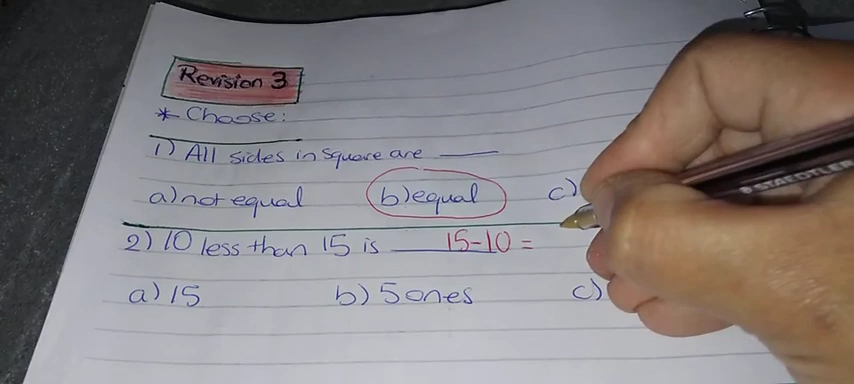 Revision 3
* Choose:
1) All sides in square are ____
a) not equal b) equal c)
2) 10 less than 15 is ____ 15-10 =
a) 15 b) 5 ones c)
STAEDTLER